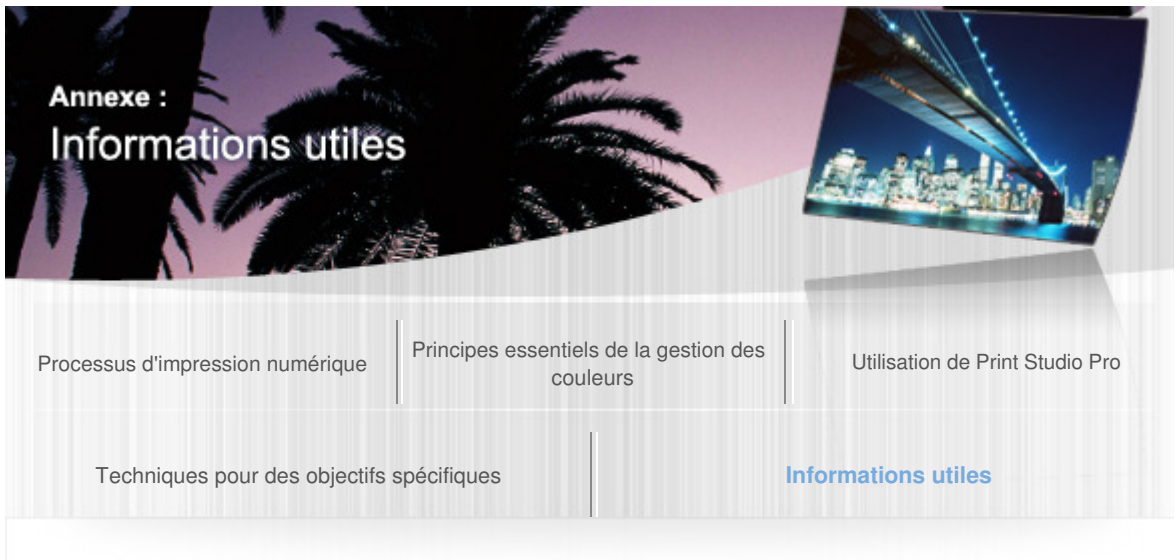 Annexe :
Informations utiles
Processus d'impression numérique
Principes essentiels de la gestion des
couleurs
Utilisation de Print Studio Pro
Techniques pour des objectifs spécifiques
Informations utiles